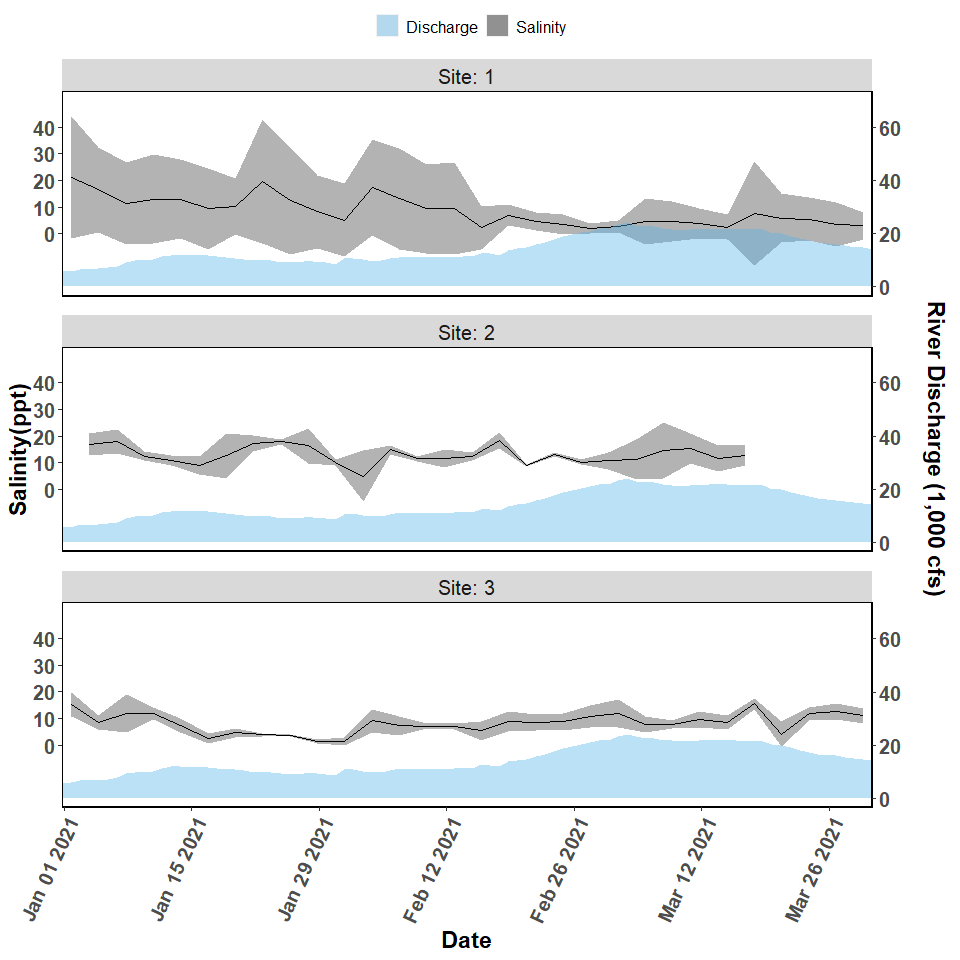 Discharge Salinity
Site: 1
40
30
20
10
0
60
40
20
0
Site: 2
40
30
20
10
0
60
40
20
0
Site: 3
40
30
20
10
0
60
40
20
0
Salinity(ppt)
River Discharge (1,000 cfs)
Jan 01 2021
Jan 15 2021
Jan 29 2021
Feb 12 2021
Feb 26 2021
Mar 12 2021
Mar 26 2021
Date